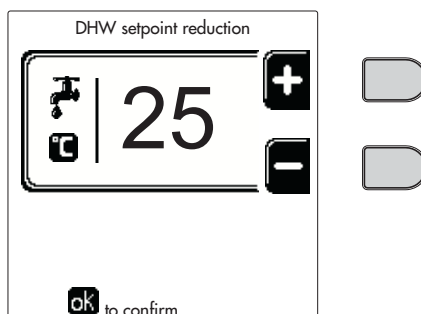 DHW setpoint reduction
+
°C 25
-
ok to confirm